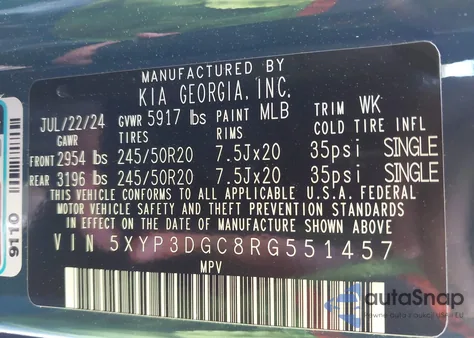 MANUFACTURED BY
KIA GEORGIA, INC.
JUL/22/24 GVWR 5917 lbs PAINT MLB TRIM WK
GAWR TIRES RIMS COLD TIRE INFL
FRONT 2954 lbs 245/50R20 7.5Jx20 35psi SINGLE
REAR 3196 lbs 245/50R20 7.5Jx20 35psi SINGLE
THIS VEHICLE CONFORMS TO ALL APPLICABLE U.S.A. FEDERAL
MOTOR VEHICLE SAFETY AND THEFT PREVENTION STANDARDS
IN EFFECT ON THE DATE OF MANUFACTURE SHOWN ABOVE.
VIN 5XYP3DGC8RG551457
MPV
9110
autaSnap